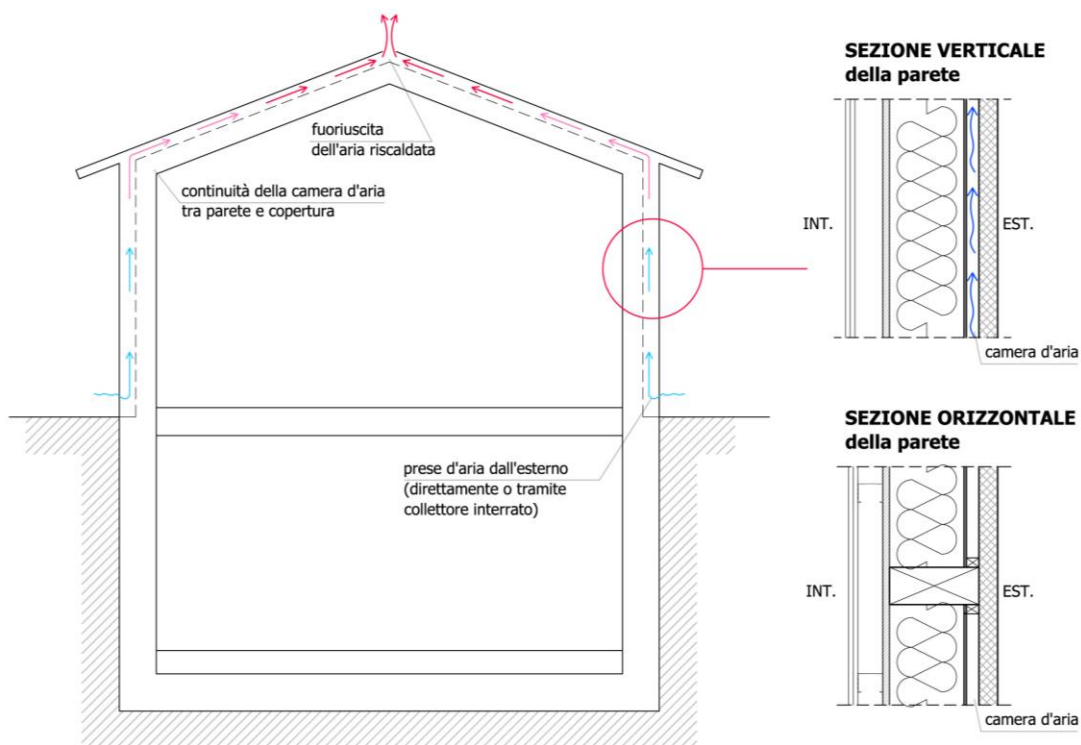 fuoriuscita
dell'aria riscaldata
continuità della camera d'aria
tra parete e copertura
prese d'aria dall'esterno
(direttamente o tramite
collettore interrato)
SEZIONE VERTICALE
della parete
INT.
EST.
camera d'aria
SEZIONE ORIZZONTALE
della parete
INT.
EST.
camera d'aria